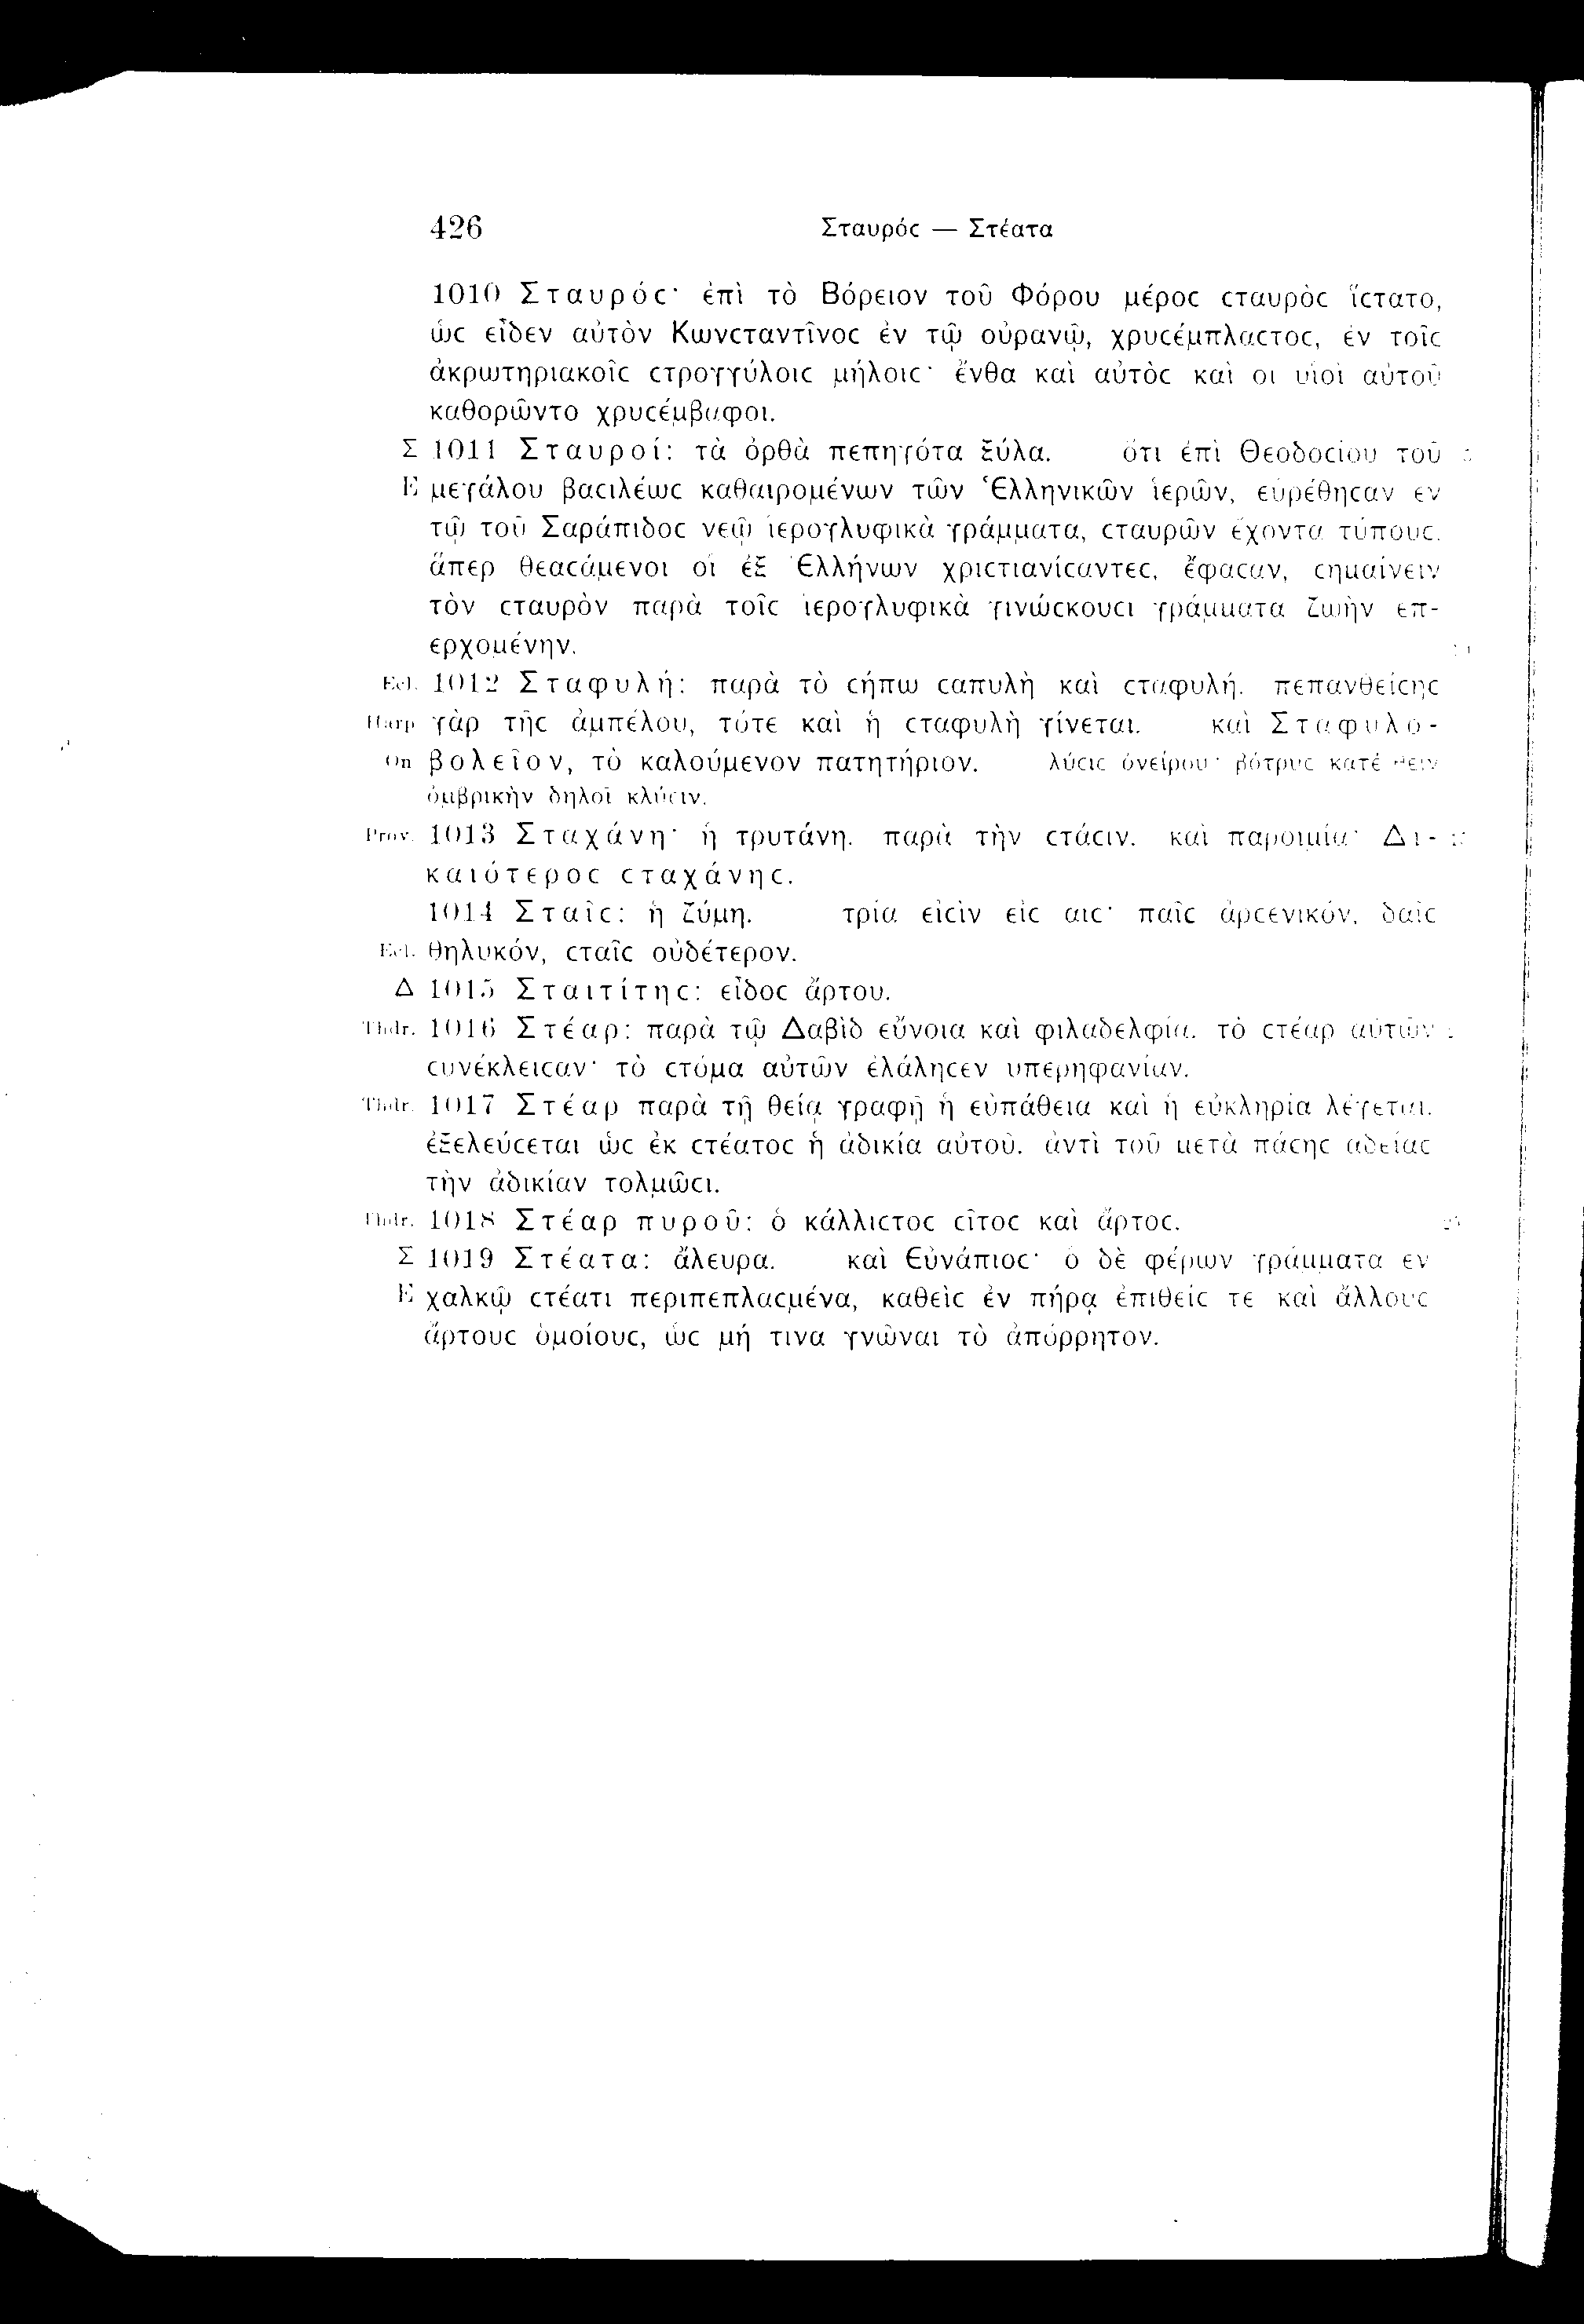 426 Σταυρόϲ — Στέατα
1010 Σταυρόϲ· ἐπὶ τὸ Βόρειον τοῦ Φόρου μέροϲ ϲταυρὸϲ ἵϲτατο,
ὡϲ εἶδεν αὐτὸν Κωνϲταντῖνοϲ ἐν τῷ οὐρανῷ, χρυϲέμπλαϲτοϲ, ἐν τοῖϲ
ἀκρωτηριακοῖϲ ϲτρογγύλοιϲ μήλοιϲ· ἔνθα καὶ αὐτὸϲ καὶ οἱ υἱοὶ αὐτοῦ
καθορῶντο χρυϲέμβαφοι.
Σ 1011 Σταυροί: τὰ ὀρθὰ πεπηγότα ξύλα. ὅτι ἐπὶ Θεοδοϲίου τοῦ
E μεγάλου βαϲιλέωϲ καθαιρομένων τῶν Ἑλληνικῶν ἱερῶν, εὑρέθηϲαν ἐν
τῷ τοῦ Σαράπιδοϲ νεῷ ἱερογλυφικὰ γράμματα, ϲταυρῶν ἔχοντα τύπουϲ.
ἅπερ θεαϲάμενοι οἱ ἐξ Ἑλλήνων χριϲτιανίϲαντεϲ, ἔφαϲαν, ϲημαίνειν
τὸν ϲταυρὸν παρὰ τοῖϲ ἱερογλυφικὰ γινώϲκουϲι γράμματα ζωὴν ἐπ-
ερχομένην.
Ecl. 1012 Σταφυλή: παρὰ τὸ ϲήπω ϲαπυλὴ καὶ ϲταφυλή. πεπανθείϲηϲ
Harp γὰρ τῆϲ ἀμπέλου, τότε καὶ ἡ ϲταφυλὴ γίνεται. καὶ Σταφυλο-
On βολεῖον, τὸ καλούμενον πατητήριον. λύϲιϲ ὀνείρου· βότρυϲ
ὀμβρικὴν δηλοῖ κλύϲιν.
Prov. 1013 Σταχάνη· ἡ τρυτάνη. παρὰ τὴν ϲτάϲιν. καὶ παροιμία· Δι-
καιότεροϲ ϲταχάνηϲ.
1014 Σταῖϲ: ἡ ζύμη. τρία εἰϲὶν εἰϲ αιϲ· παῖϲ ἀρϲενικόν, δαῖϲ
Ecl. θηλυκόν, ϲταῖϲ οὐδέτερον.
Δ 1015 Σταιτίτηϲ: εἶδοϲ ἄρτου.
Thdr. 1016 Στέαρ: παρὰ τῷ Δαβὶδ εὔνοια καὶ φιλαδελφία. τὸ ϲτέαρ αὐτῶν
ϲυνέκλειϲαν· τὸ ϲτόμα αὐτῶν ἐλάληϲεν ὑπερηφανίαν.
Thdr. 1017 Στέαρ παρὰ τῇ θείᾳ γραφῇ ἡ εὐπάθεια καὶ ἡ εὐκληρία λέγεται.
ἐξελεύϲεται ὡϲ ἐκ ϲτέατοϲ ἡ ἀδικία αὐτοῦ. ἀντὶ τοῦ μετὰ πάϲηϲ ἀδείαϲ
τὴν ἀδικίαν τολμῶϲι.
Thdr. 1018 Στέαρ πυροῦ: ὁ κάλλιϲτοϲ ϲῖτοϲ καὶ ἄρτοϲ.
Σ 1019 Στέατα: ἄλευρα. καὶ Εὐνάπιοϲ· ὁ δὲ φέρων γράμματα ἐν
E χαλκῷ ϲτέατι περιπεπλαϲμένα, καθεὶϲ ἐν πήρᾳ ἐπιθείϲ τε καὶ ἄλλουϲ
ἄρτουϲ ὁμοίουϲ, ὡϲ μή τινα γνῶναι τὸ ἀπόρρητον.